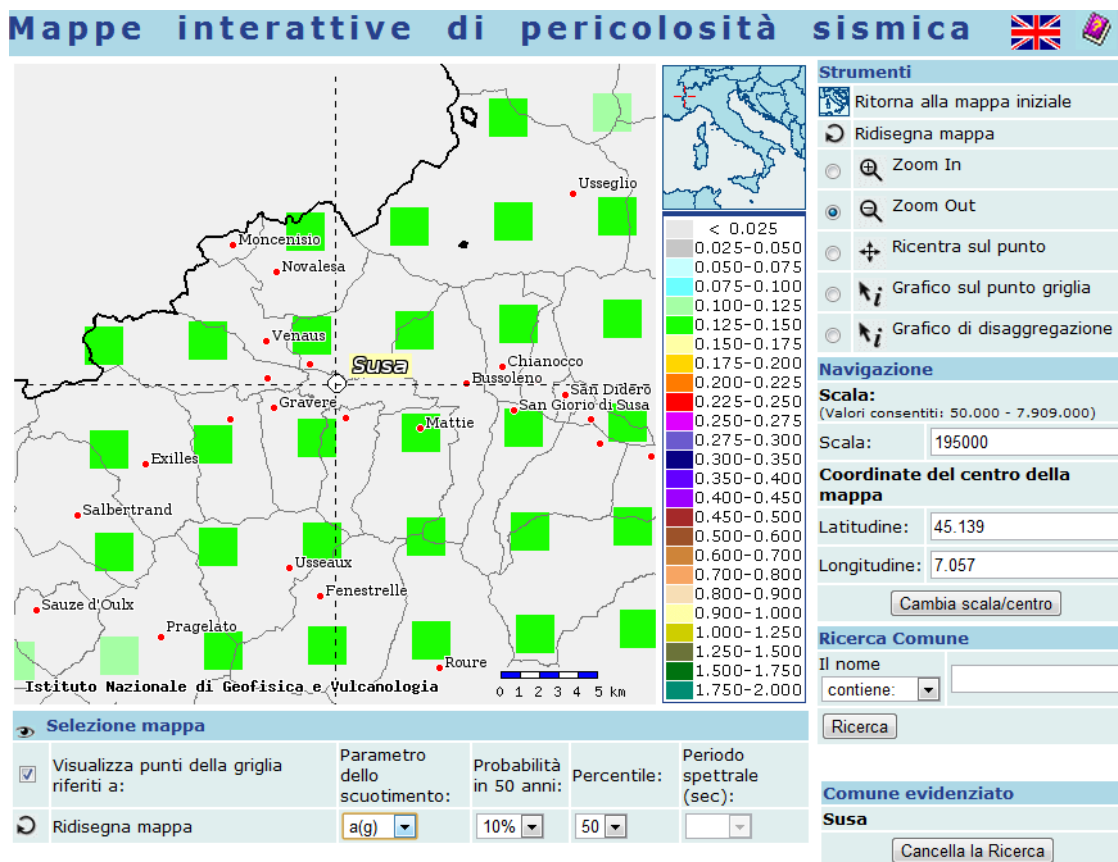 Mappe interattive di pericolosità sismica
Usseglio
Moncenisio
Novalesa
Venaus
Susa
Chianocco
Bussoleno
San Didero
Gravere
San Giorio di Susa
Mattie
Exilles
Salbertrand
Usseaux
Fenestrelle
Sauze d'Oulx
Pragelato
Roure
Istituto Nazionale di Geofisica e Vulcanologia
0 1 2 3 4 5 km
< 0.025
0.025-0.050
0.050-0.075
0.075-0.100
0.100-0.125
0.125-0.150
0.150-0.175
0.175-0.200
0.200-0.225
0.225-0.250
0.250-0.275
0.275-0.300
0.300-0.350
0.350-0.400
0.400-0.450
0.450-0.500
0.500-0.600
0.600-0.700
0.700-0.800
0.800-0.900
0.900-1.000
1.000-1.250
1.250-1.500
1.500-1.750
1.750-2.000
Strumenti
Ritorna alla mappa iniziale
Ridisegna mappa
Zoom In
Zoom Out
Ricentra sul punto
i Grafico sul punto griglia
i Grafico di disaggregazione
Navigazione
Scala:
(Valori consentiti: 50.000 - 7.909.000)
Scala: 195000
Coordinate del centro della
mappa
Latitudine: 45.139
Longitudine: 7.057
Cambia scala/centro
Ricerca Comune
Il nome
contiene:
Ricerca
Comune evidenziato
Susa
Cancella la Ricerca
Selezione mappa
Visualizza punti della griglia
riferiti a:
Parametro
dello
scuotimento:
Probabilità
in 50 anni:
Percentile:
Periodo
spettrale
(sec):
Ridisegna mappa
a(g)
10%
50